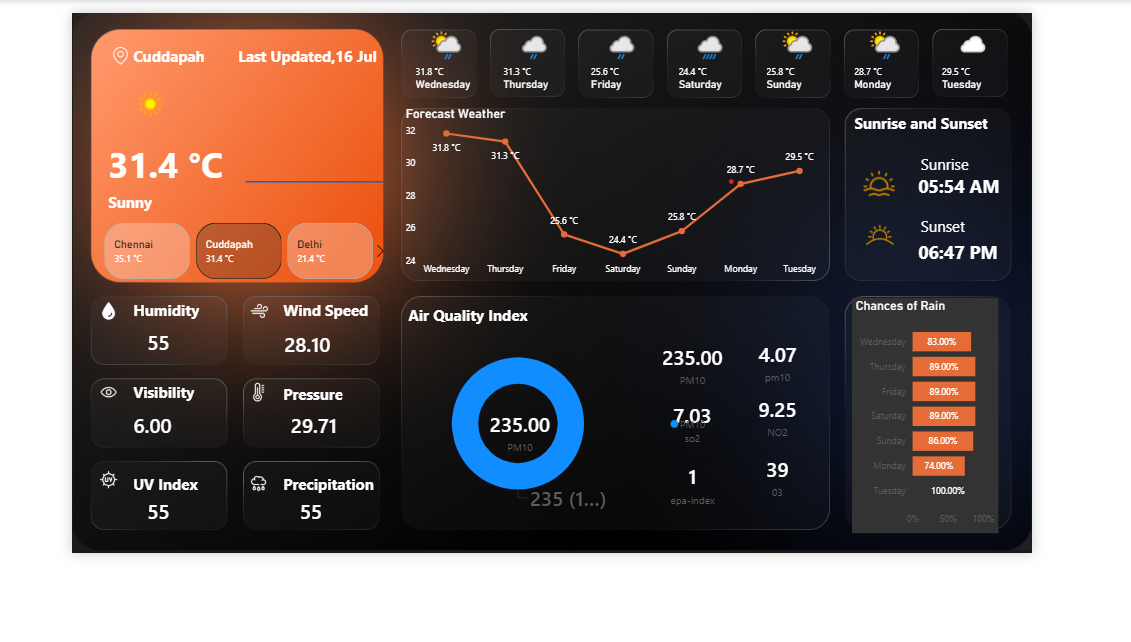 Cuddapah
Last Updated,16 Jul
31.4 °C
Sunny
Chennai
35.1 °C
Cuddapah
31.4 °C
Delhi
21.4 °C
31.8 °C
Wednesday
31.3 °C
Thursday
25.6 °C
Friday
24.4 °C
Saturday
25.8 °C
Sunday
28.7 °C
Monday
29.5 °C
Tuesday
Forecast Weather
32
30
28
26
24
31.8 °C
31.3 °C
25.6 °C
24.4 °C
25.8 °C
28.7 °C
29.5 °C
Wednesday
Thursday
Friday
Saturday
Sunday
Monday
Tuesday
Sunrise and Sunset
Sunrise
05:54 AM
Sunset
06:47 PM
Humidity
55
Wind Speed
28.10
Visibility
6.00
Pressure
29.71
UV
UV Index
55
Precipitation
55
Air Quality Index
235.00
PM10
235 (1...)
235.00
PM10
4.07
pm10
7.03
PM10
so2
9.25
NO2
1
epa-index
39
03
Chances of Rain
Wednesday 83.00%
Thursday 89.00%
Friday 89.00%
Saturday 89.00%
Sunday 86.00%
Monday 74.00%
Tuesday 100.00%
0% 50% 100%